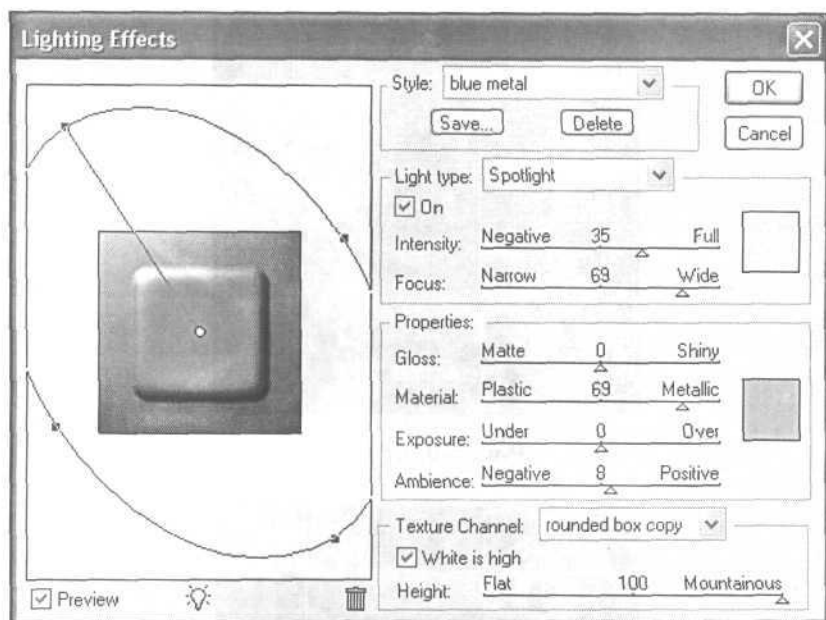 Lighting Effects
Style: blue metal
OK
Save... Delete
Cancel
Light type: Spotlight
On
Intensity: Negative 35 Full
Focus: Narrow 69 Wide
Properties:
Gloss: Matte 0 Shiny
Material: Plastic 69 Metallic
Exposure: Under 0 Over
Ambience: Negative 8 Positive
Texture Channel: rounded box copy
White is high
Height: Flat 100 Mountainous
Preview